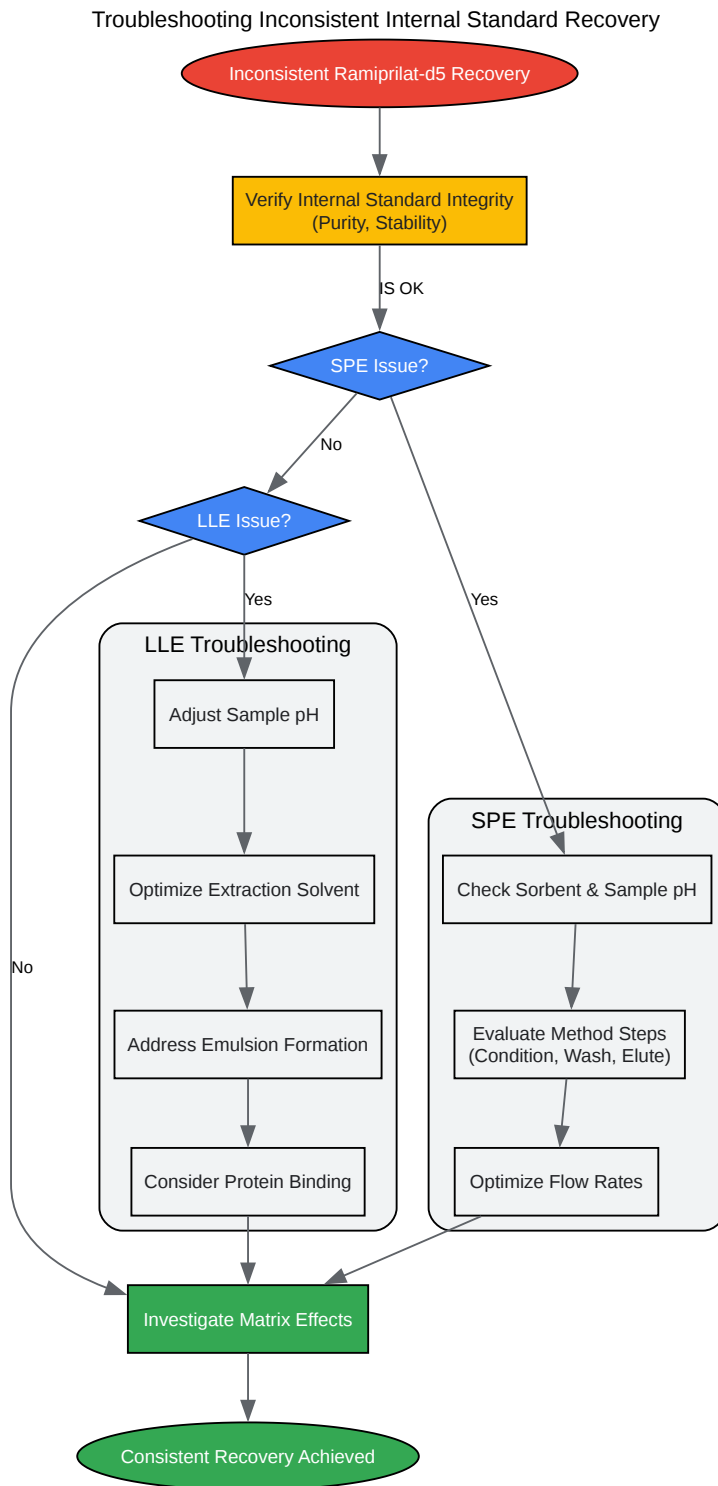 Troubleshooting Inconsistent Internal Standard Recovery
Inconsistent Ramiprilat-d5 Recovery
Verify Internal Standard Integrity
(Purity, Stability)
IS OK
SPE Issue?
No
LLE Issue?
Yes
Yes
LLE Troubleshooting
Adjust Sample pH
SPE Troubleshooting
Optimize Extraction Solvent
Check Sorbent & Sample pH
No
Address Emulsion Formation
Evaluate Method Steps
(Condition, Wash, Elute)
Consider Protein Binding
Optimize Flow Rates
Investigate Matrix Effects
Consistent Recovery Achieved